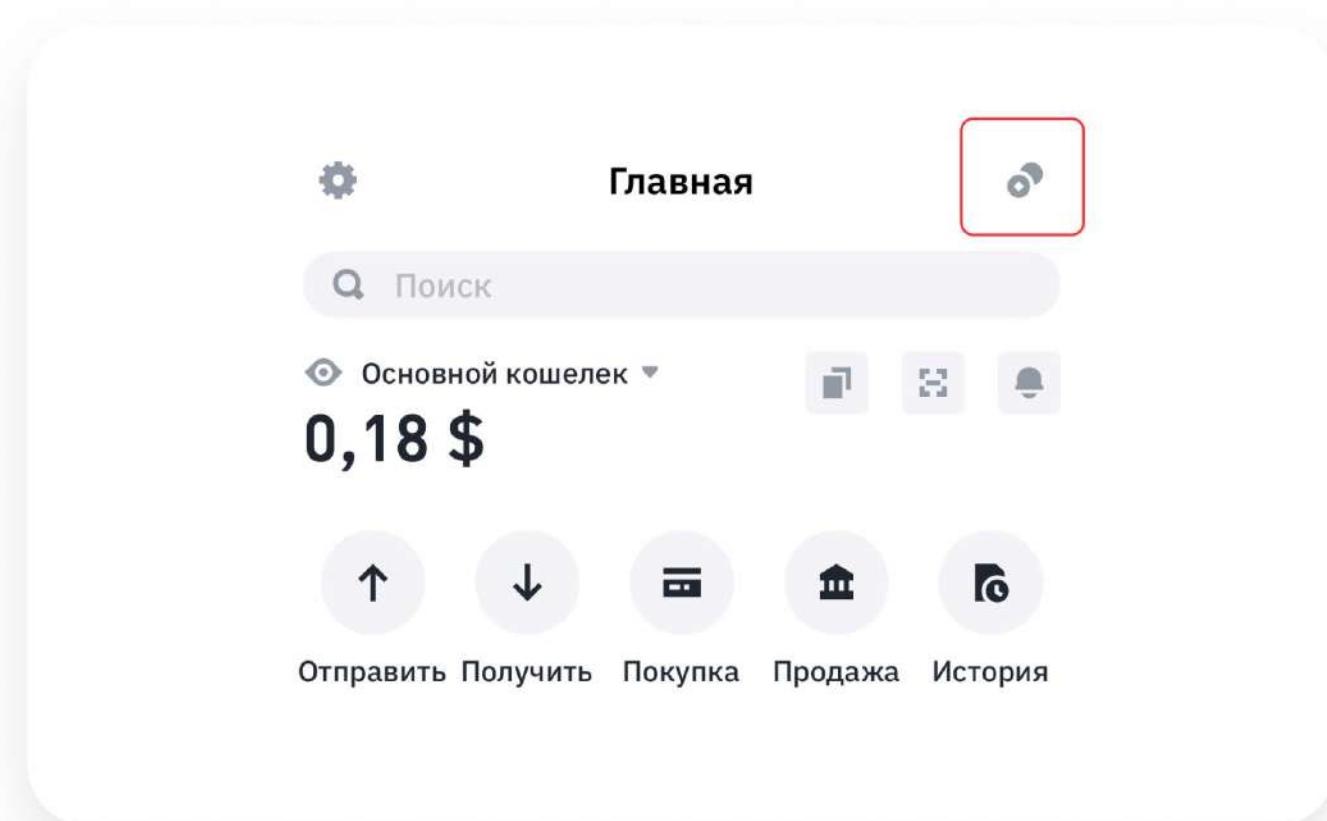 Главная
Поиск
Основной кошелек
0,18 $
Отправить Получить Покупка Продажа История